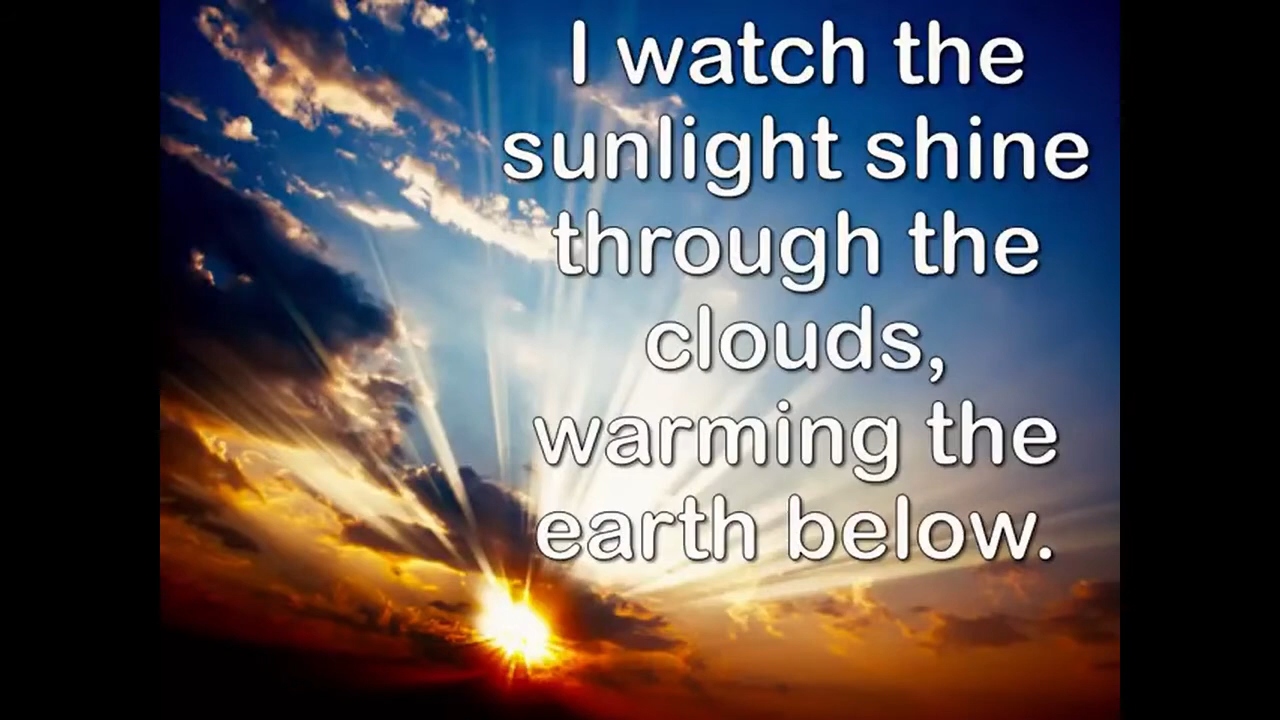 I watch the
sunlight shine
through the
clouds,
warming the
earth below.